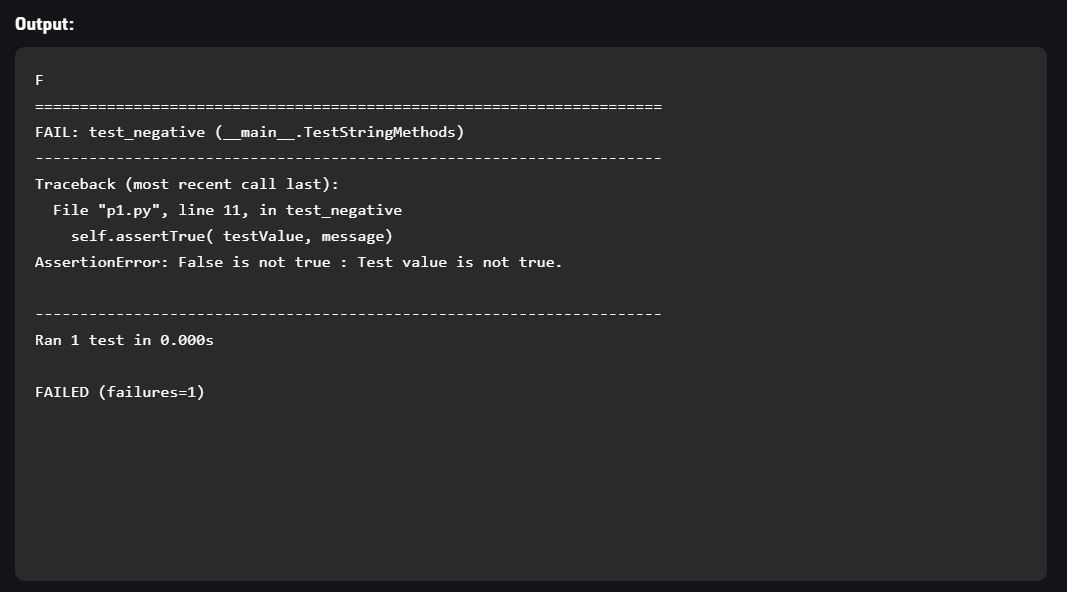 Output:
F
======================================================================
FAIL: test_negative (__main__.TestStringMethods)
----------------------------------------------------------------------
Traceback (most recent call last):
  File "p1.py", line 11, in test_negative
    self.assertTrue( testValue, message)
AssertionError: False is not true : Test value is not true.
----------------------------------------------------------------------
Ran 1 test in 0.000s
FAILED (failures=1)